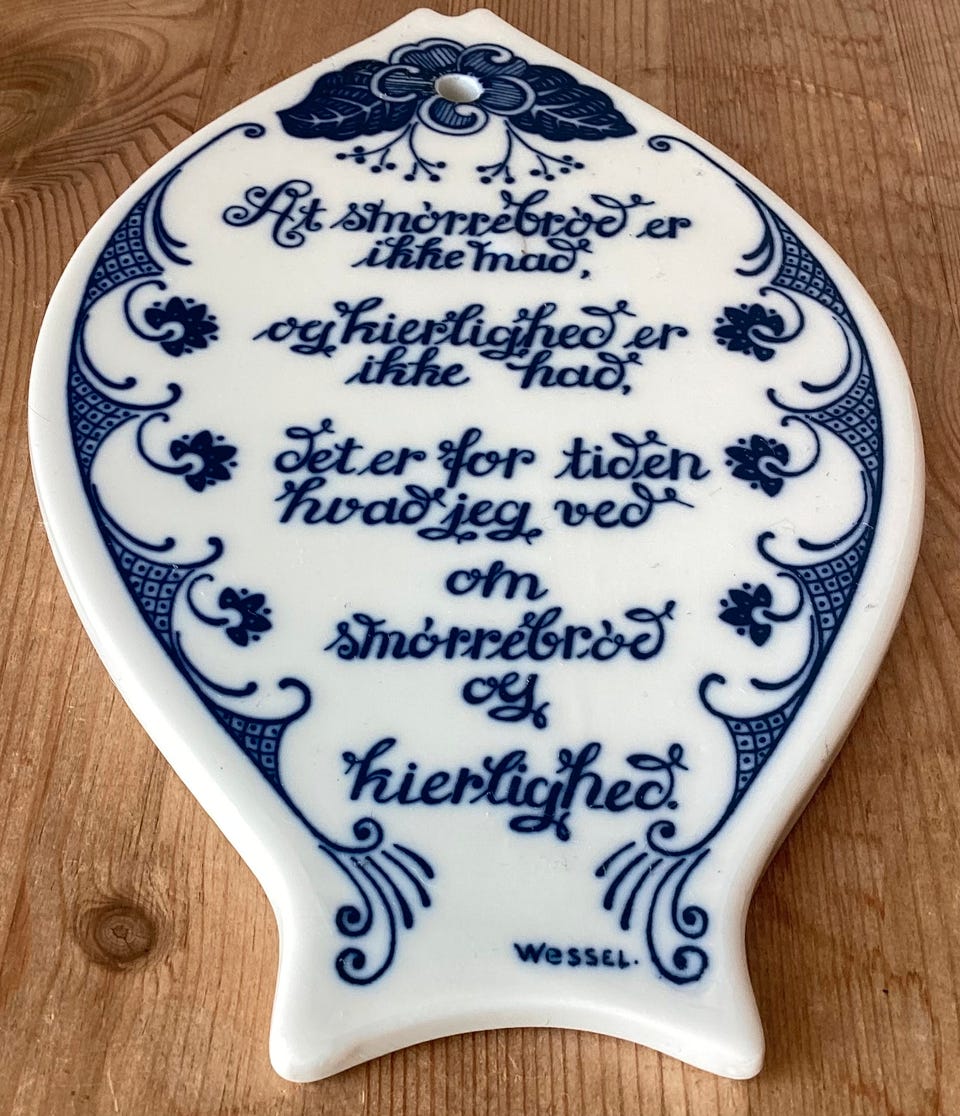 At smørrebrød er
ikke mad,
og kierlighed er
ikke had,
det er for tiden
hvad jeg ved
om
smørrebrød
og
kierlighed.
Wessel.